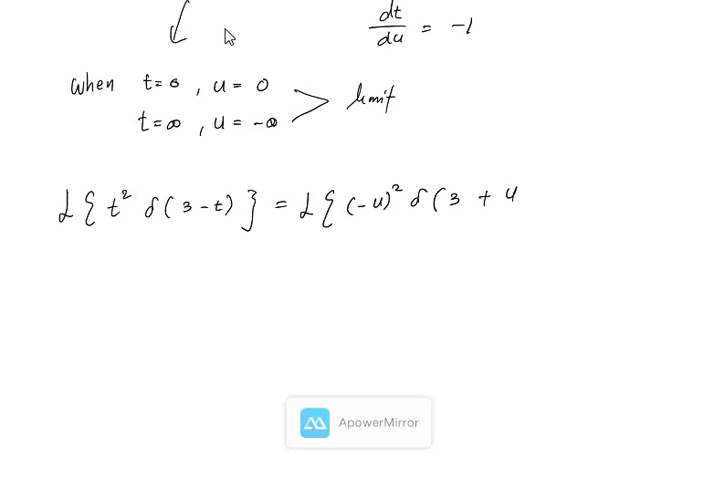 dt/du = -1
when t=0, u=0
t=∞, u=-∞ > limit
L{t² δ(3-t)} = L{(-u)² δ(3+u
ApowerMirror